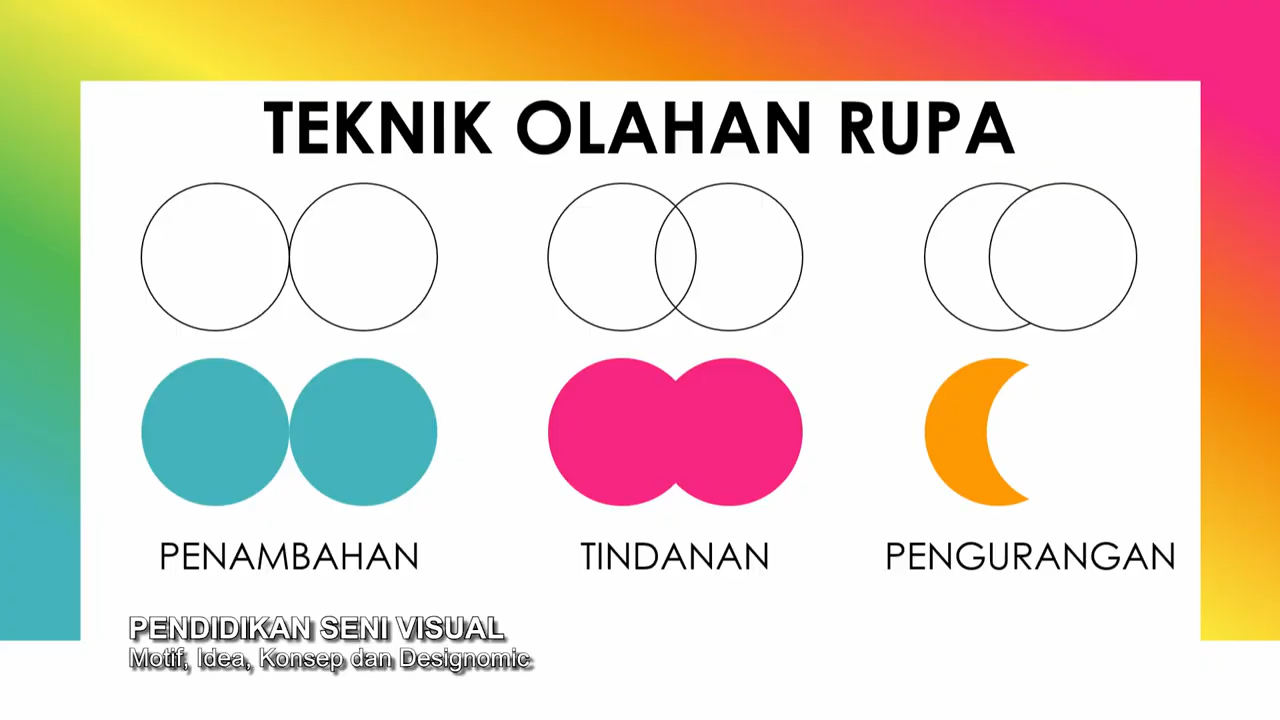 TEKNIK OLAHAN RUPA
PENAMBAHAN
TINDANAN
PENGURANGAN
PENDIDIKAN SENI VISUAL
Motif, Idea, Konsep dan Designomic